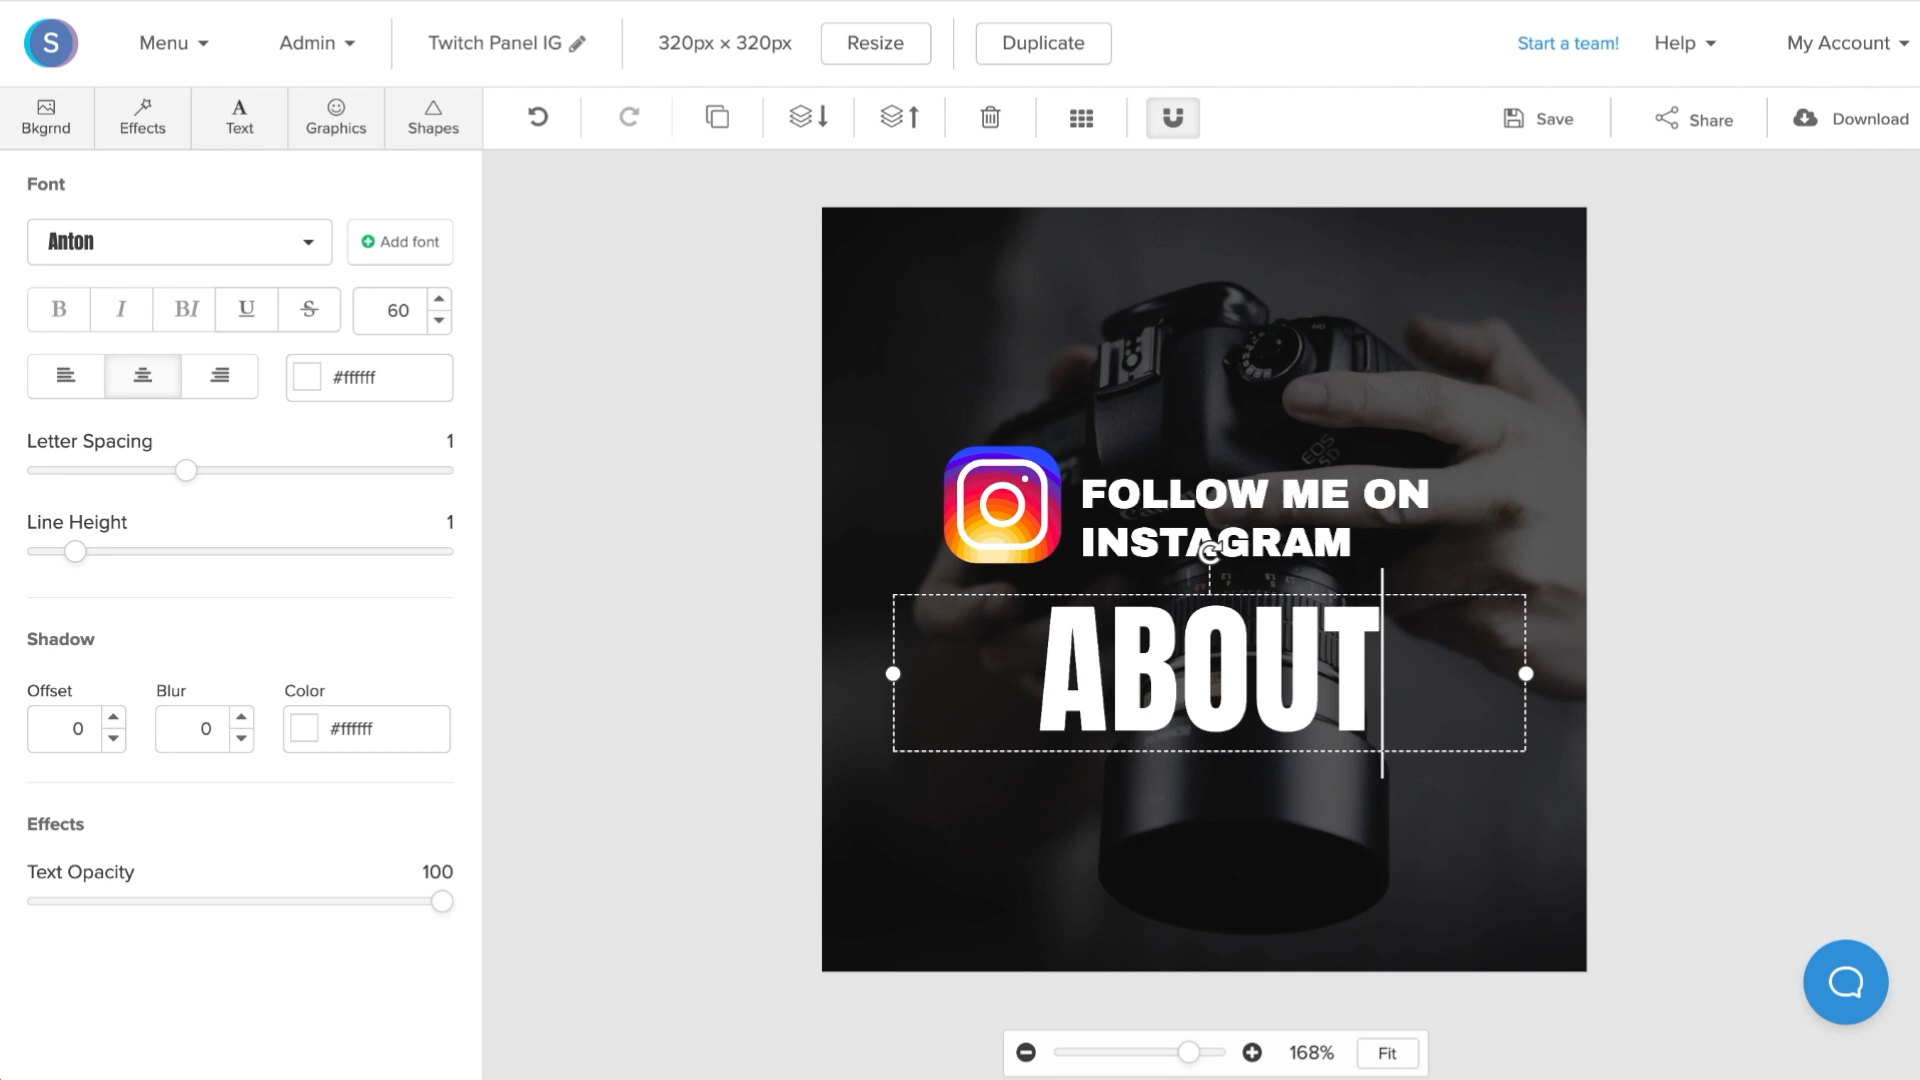 S
Menu
Admin
Twitch Panel IG
320px × 320px
Resize
Duplicate
Start a team!
Help
My Account
Bkgrnd
Effects
Text
Graphics
Shapes
Save
Share
Download
Font
Anton
Add font
B
I
BI
U
S
60
#ffffff
Letter Spacing
1
Line Height
1
Shadow
Offset
Blur
Color
0
0
#ffffff
Effects
Text Opacity
100
EOS
5D
FOLLOW ME ON
INSTAGRAM
ABOUT
168%
Fit